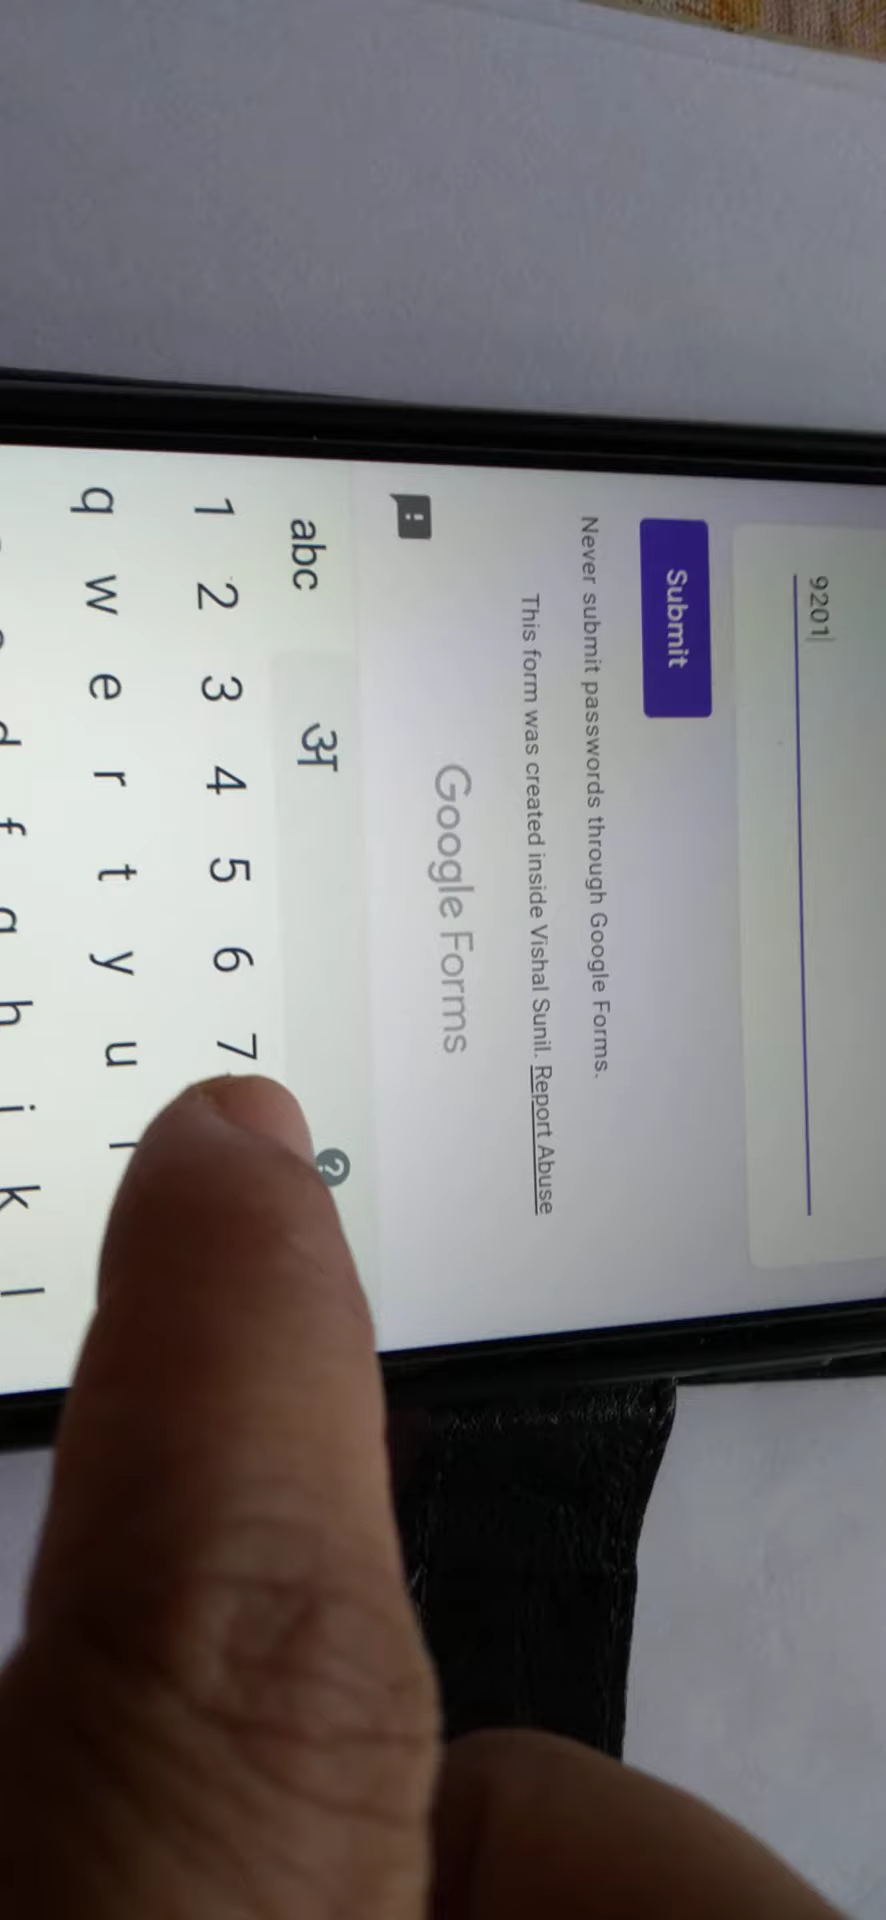 9201
Submit
Never submit passwords through Google Forms.
This form was created inside Vishal Sunil. Report Abuse
Google Forms
abc अ
1 2 3 4 5 6 7
q w e r t y u
d f g h j k l